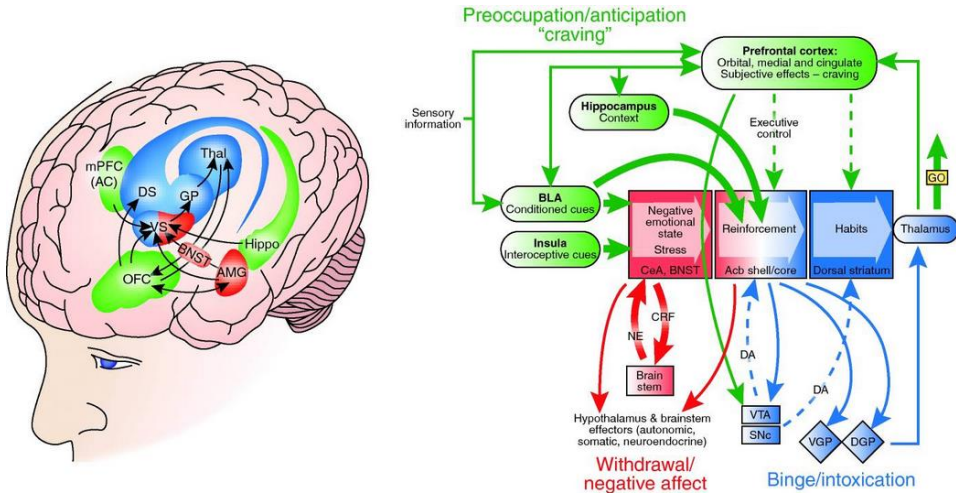 mPFC
(AC)
DS
Thal
GP
VS
BNST
Hippo
OFC
AMG
Preoccupation/anticipation
“craving”
Sensory
information
Prefrontal cortex:
Orbital, medial and cingulate
Subjective effects – craving
Hippocampus
Context
Executive
control
GO
BLA
Conditioned cues
Insula
Interoceptive cues
Negative
emotional
state
Stress
CeA, BNST
Reinforcement
Acb shell/core
Habits
Dorsal striatum
Thalamus
NE
CRF
Brain
stem
DA
DA
VTA
SNc
VGP
DGP
Hypothalamus & brainstem
effectors (autonomic,
somatic, neuroendocrine)
Withdrawal/
negative affect
Binge/intoxication